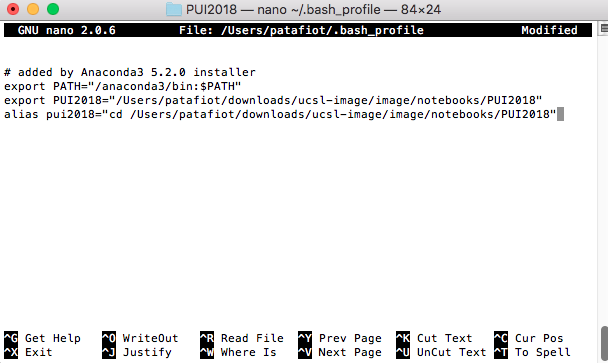 PUI2018 — nano ~/.bash_profile — 84×24
GNU nano 2.0.6 File: /Users/patafiot/.bash_profile Modified
# added by Anaconda3 5.2.0 installer
export PATH="/anaconda3/bin:$PATH"
export PUI2018="/Users/patafiot/downloads/ucsl-image/image/notebooks/PUI2018"
alias pui2018="cd /Users/patafiot/downloads/ucsl-image/image/notebooks/PUI2018"
^G Get Help ^O WriteOut ^R Read File ^Y Prev Page ^K Cut Text ^C Cur Pos
^X Exit ^J Justify ^W Where Is ^V Next Page ^U UnCut Text ^T To Spell